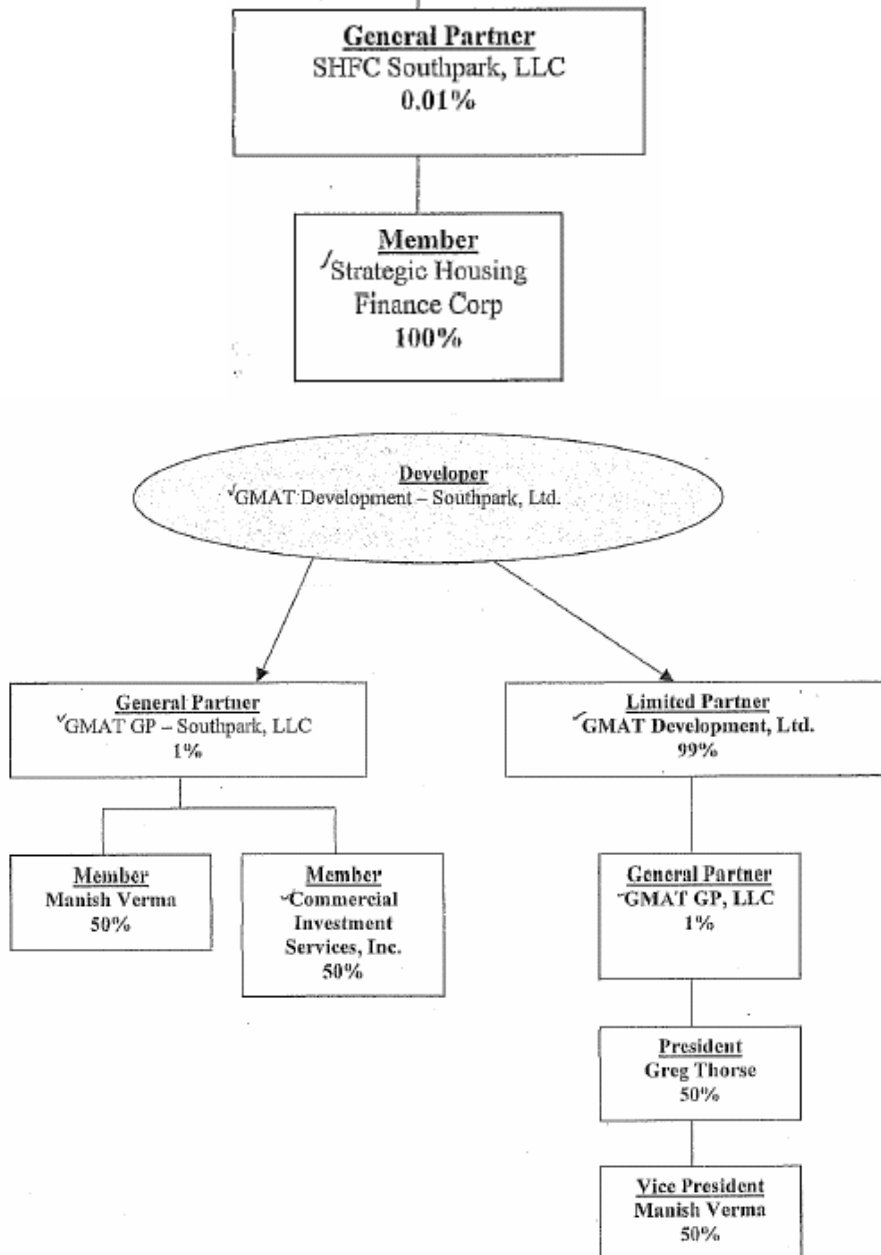 General Partner
SHFC Southpark, LLC
0.01%
Member
Strategic Housing
Finance Corp
100%
Developer
GMAT Development – Southpark, Ltd.
General Partner
GMAT GP – Southpark, LLC
1%
Limited Partner
GMAT Development, Ltd.
99%
Member
Manish Verma
50%
Member
Commercial
Investment
Services, Inc.
50%
General Partner
GMAT GP, LLC
1%
President
Greg Thorse
50%
Vice President
Manish Verma
50%